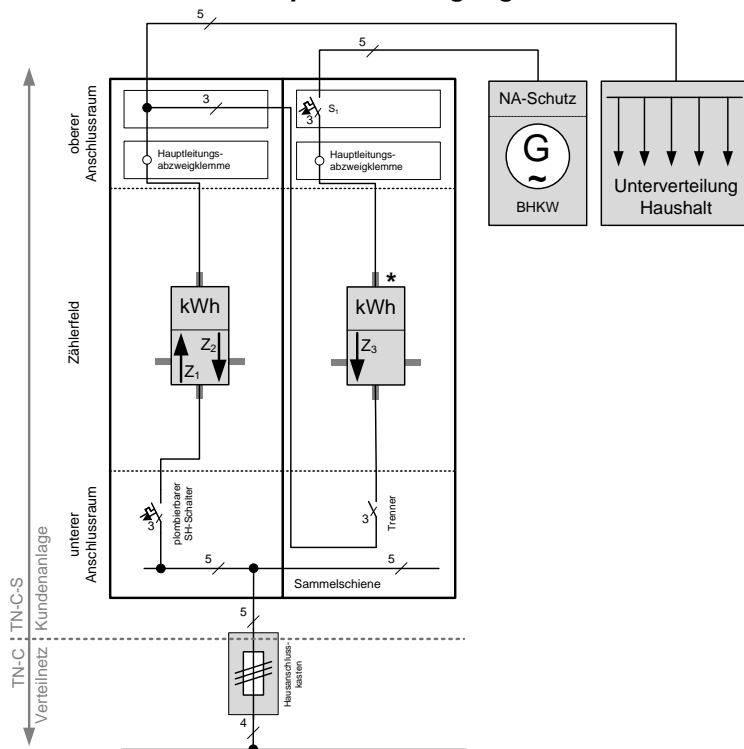 5
5
oberer
Anschlussraum
3
3
S1
Hauptleitungs-
abzweigklemme
Hauptleitungs-
abzweigklemme
NA-Schutz
G
~
BHKW
Unterverteilung
Haushalt
Zählerfeld
kWh
Z2
Z1
*
kWh
Z3
unterer
Anschlussraum
3
plombierbarer
SH-Schalter
3
Trenner
5
5
Sammelschiene
5
TN-C-S
Kundenanlage
TN-C
Verteilnetz
Hausanschluss-
kasten
4